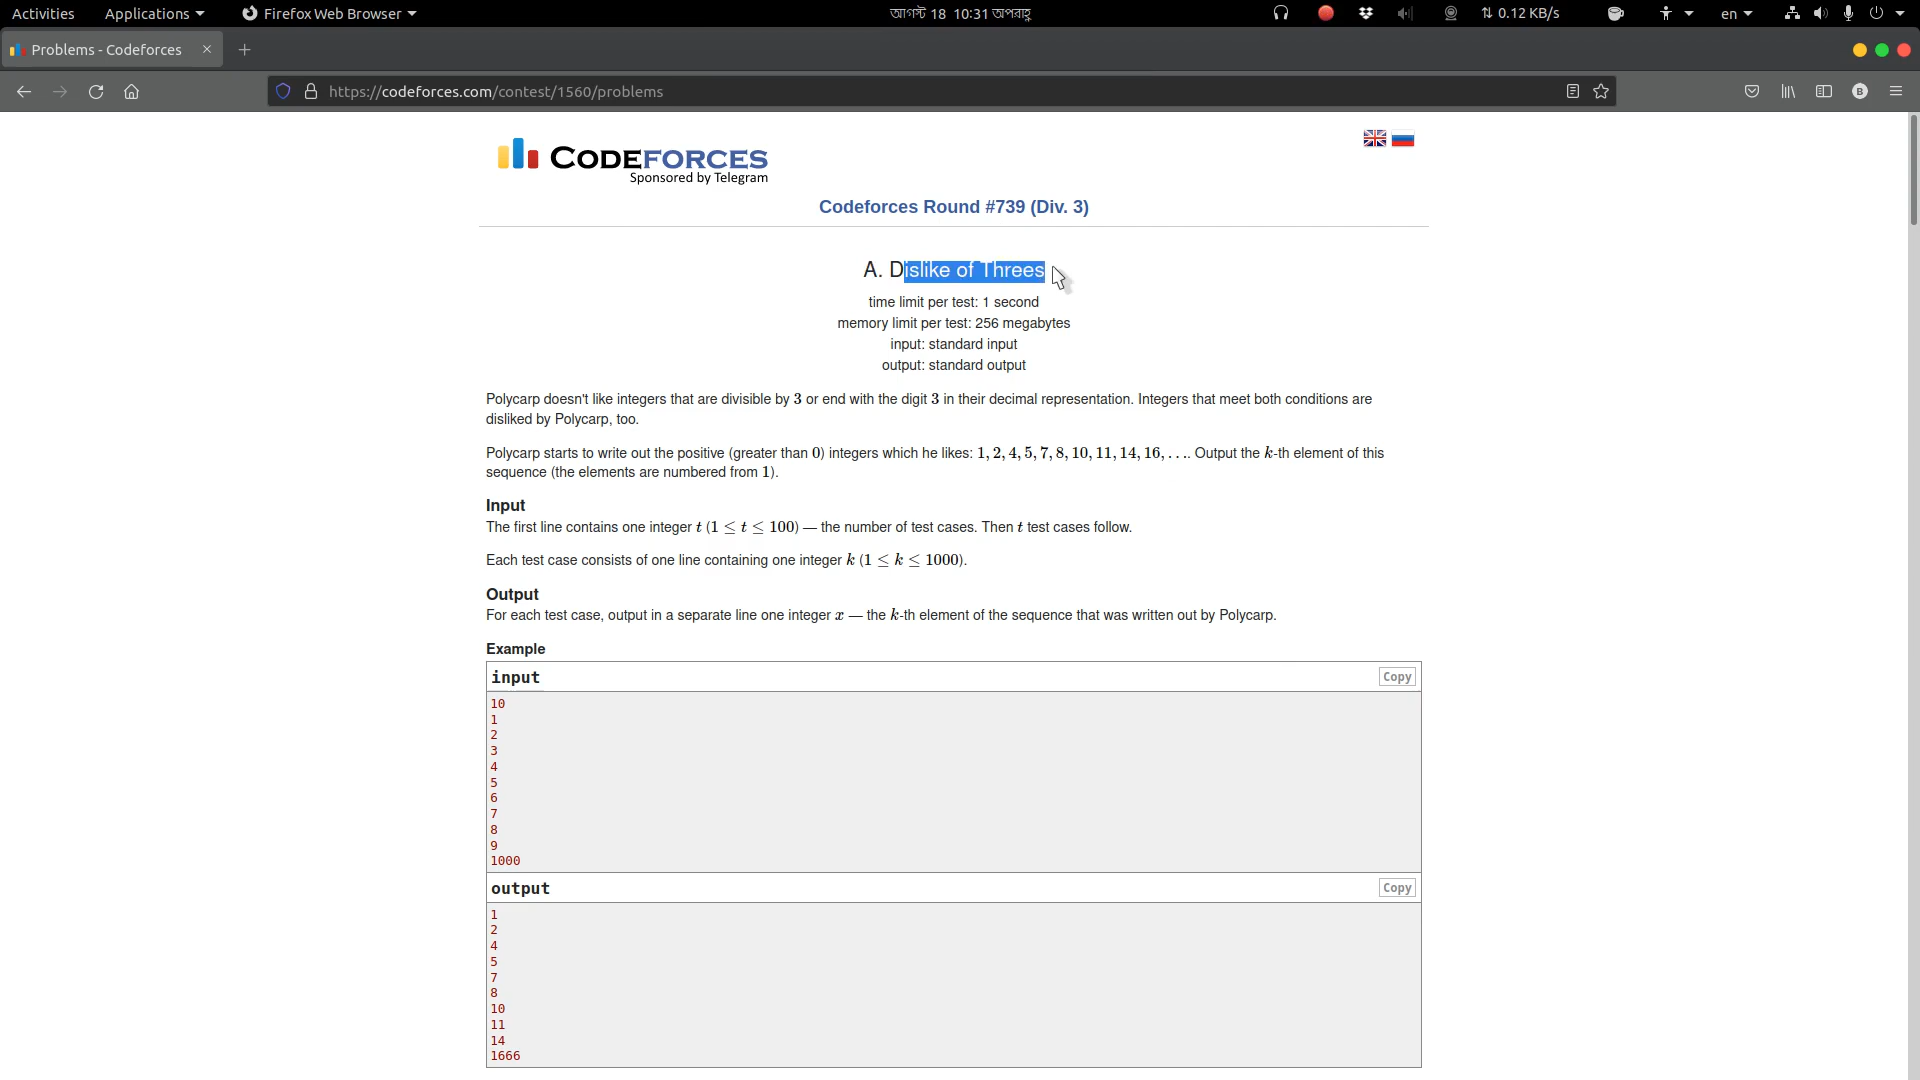 Activities Applications Firefox Web Browser আগস্ট 18 10:31 অপরাহ্ণ 0.12 KB/s en
Problems - Codeforces
https://codeforces.com/contest/1560/problems B
CODEFORCES
Sponsored by Telegram
Codeforces Round #739 (Div. 3)
A. Dislike of Threes
time limit per test: 1 second
memory limit per test: 256 megabytes
input: standard input
output: standard output
Polycarp doesn't like integers that are divisible by 3 or end with the digit 3 in their decimal representation. Integers that meet both conditions are
disliked by Polycarp, too.
Polycarp starts to write out the positive (greater than 0) integers which he likes: 1, 2, 4, 5, 7, 8, 10, 11, 14, 16, .... Output the k-th element of this
sequence (the elements are numbered from 1).
Input
The first line contains one integer t (1 ≤ t ≤ 100) — the number of test cases. Then t test cases follow.
Each test case consists of one line containing one integer k (1 ≤ k ≤ 1000).
Output
For each test case, output in a separate line one integer x — the k-th element of the sequence that was written out by Polycarp.
Example
input Copy
10
1
2
3
4
5
6
7
8
9
1000
output Copy
1
2
4
5
7
8
10
11
14
1666